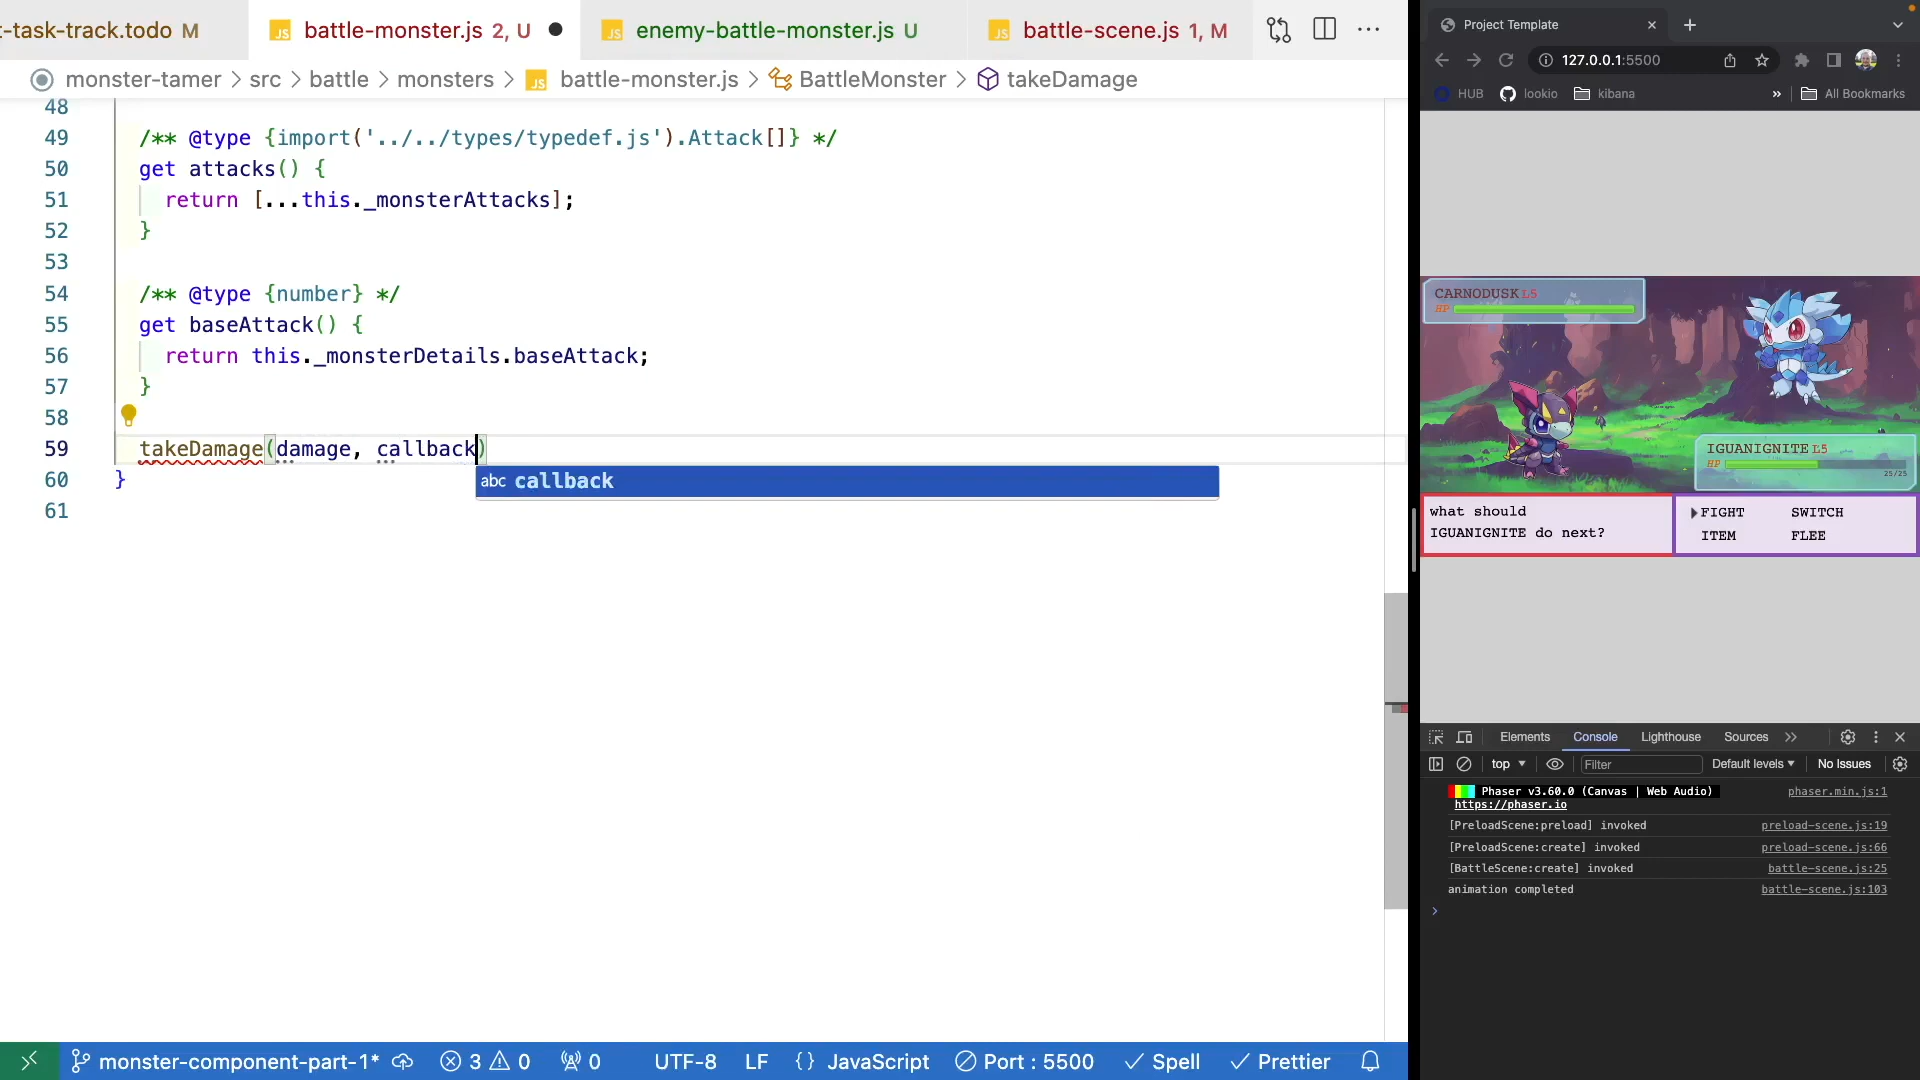 t-task-track.todo M
battle-monster.js 2, U
enemy-battle-monster.js U
battle-scene.js 1, M
monster-tamer > src > battle > monsters > battle-monster.js > BattleMonster > takeDamage
48
49 /** @type {import('../../types/typedef.js').Attack[]} */
50 get attacks() {
51 return [...this._monsterAttacks];
52 }
53
54 /** @type {number} */
55 get baseAttack() {
56 return this._monsterDetails.baseAttack;
57 }
58
59 takeDamage(damage, callback)
abc callback
60 }
61
monster-component-part-1* 3 0 0 UTF-8 LF {} JavaScript Port : 5500 Spell Prettier
Project Template
127.0.0.1:5500
HUB lookio kibana » All Bookmarks
CARNODUSK L5
HP
IGUANIGNITE L5
HP
25/25
what should
IGUANIGNITE do next?
FIGHT SWITCH
ITEM FLEE
Elements Console Lighthouse Sources
top Filter Default levels No Issues
Phaser v3.60.0 (Canvas | Web Audio) phaser.min.js:1
https://phaser.io
[PreloadScene:preload] invoked preload-scene.js:19
[PreloadScene:create] invoked preload-scene.js:66
[BattleScene:create] invoked battle-scene.js:25
animation completed battle-scene.js:103